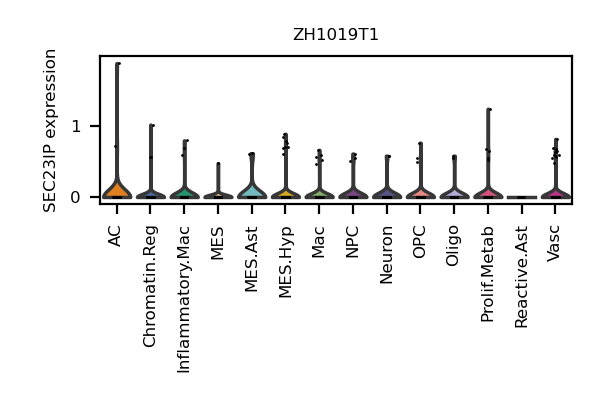 ZH1019T1
SEC23IP expression
1
0
AC
Chromatin.Reg
Inflammatory.Mac
MES
MES.Ast
MES.Hyp
Mac
NPC
Neuron
OPC
Oligo
Prolif.Metab
Reactive.Ast
Vasc